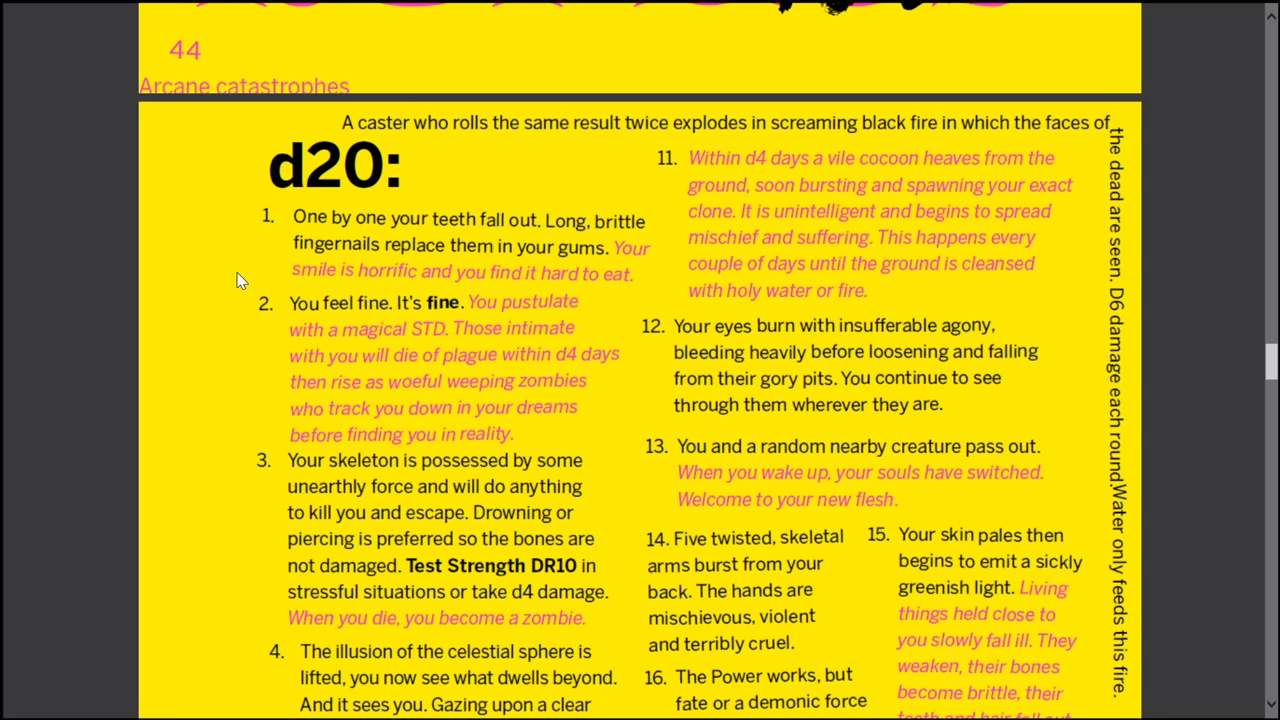 44
Arcane catastrophes
A caster who rolls the same result twice explodes in screaming black fire in which the faces of
the dead are seen. D6 damage each round. Water only feeds this fire.
d20:
1. One by one your teeth fall out. Long, brittle
fingernails replace them in your gums. Your
smile is horrific and you find it hard to eat.
2. You feel fine. It's fine. You pustulate
with a magical STD. Those intimate
with you will die of plague within d4 days
then rise as woeful weeping zombies
who track you down in your dreams
before finding you in reality.
3. Your skeleton is possessed by some
unearthly force and will do anything
to kill you and escape. Drowning or
piercing is preferred so the bones are
not damaged. Test Strength DR10 in
stressful situations or take d4 damage.
When you die, you become a zombie.
4. The illusion of the celestial sphere is
lifted, you now see what dwells beyond.
And it sees you. Gazing upon a clear
11. Within d4 days a vile cocoon heaves from the
ground, soon bursting and spawning your exact
clone. It is unintelligent and begins to spread
mischief and suffering. This happens every
couple of days until the ground is cleansed
with holy water or fire.
12. Your eyes burn with insufferable agony,
bleeding heavily before loosening and falling
from their gory pits. You continue to see
through them wherever they are.
13. You and a random nearby creature pass out.
When you wake up, your souls have switched.
Welcome to your new flesh.
14. Five twisted, skeletal
arms burst from your
back. The hands are
mischievous, violent
and terribly cruel.
15. Your skin pales then
begins to emit a sickly
greenish light. Living
things held close to
you slowly fall ill. They
weaken, their bones
become brittle, their
teeth and hair fall out
16. The Power works, but
fate or a demonic force